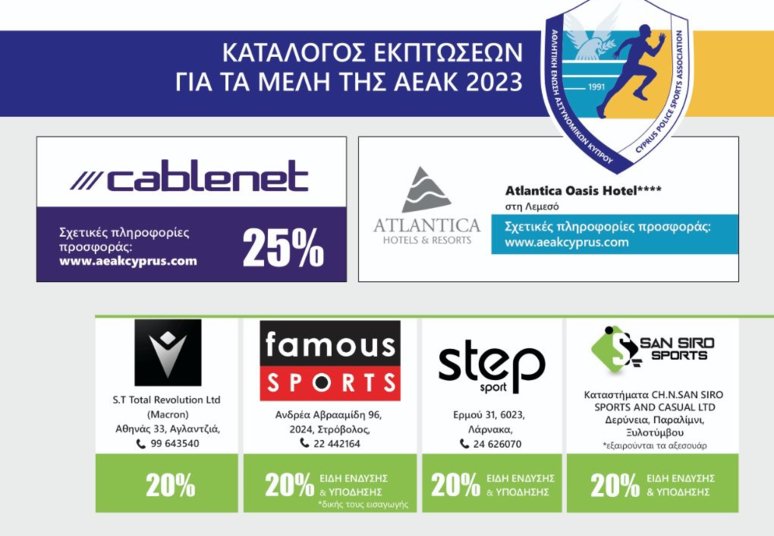 ΚΑΤΑΛΟΓΟΣ ΕΚΠΤΩΣΕΩΝ
ΓΙΑ ΤΑ ΜΕΛΗ ΤΗΣ ΑΕΑΚ 2023
ΑΘΛΗΤΙΚΗ ΕΝΩΣΗ ΑΣΤΥΝΟΜΙΚΩΝ ΚΥΠΡΟΥ
1991
CYPRUS POLICE SPORTS ASSOCIATION
cablenet
Σχετικές πληροφορίες
προσφοράς:
www.aeakcyprus.com
25%
ATLANTICA
HOTELS & RESORTS
Atlantica Oasis Hotel****
στη Λεμεσό
Σχετικές πληροφορίες προσφοράς:
www.aeakcyprus.com
S.T Total Revolution Ltd
(Macron)
Αθηνάς 33, Αγλαντζιά,
99 643540
20%
famous
SPORTS
Ανδρέα Αβρααμίδη 96,
2024, Στρόβολος,
22 442164
20% ΕΙΔΗ ΕΝΔΥΣΗΣ
& ΥΠΟΔΗΣΗΣ
*δικής τους εισαγωγής
step
sport
Ερμού 31, 6023,
Λάρνακα,
24 626070
20% ΕΙΔΗ ΕΝΔΥΣΗΣ
& ΥΠΟΔΗΣΗΣ
SAN SIRO
SPORTS
Καταστήματα CH.N.SAN SIRO
SPORTS AND CASUAL LTD
Δερύνεια, Παραλίμνι,
Ξυλοτύμβου
*εξαιρούνται τα αξεσουάρ
20% ΕΙΔΗ ΕΝΔΥΣΗΣ
& ΥΠΟΔΗΣΗΣ